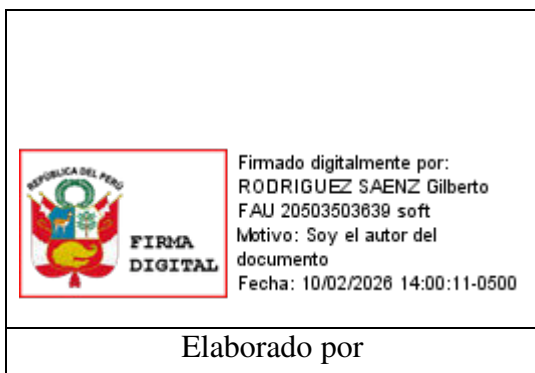 REPÚBLICA DEL PERÚ
FIRMA
DIGITAL
Firmado digitalmente por:
RODRIGUEZ SAENZ Gilberto
FAU 20503503639 soft
Motivo: Soy el autor del
documento
Fecha: 10/02/2026 14:00:11-0500
Elaborado por